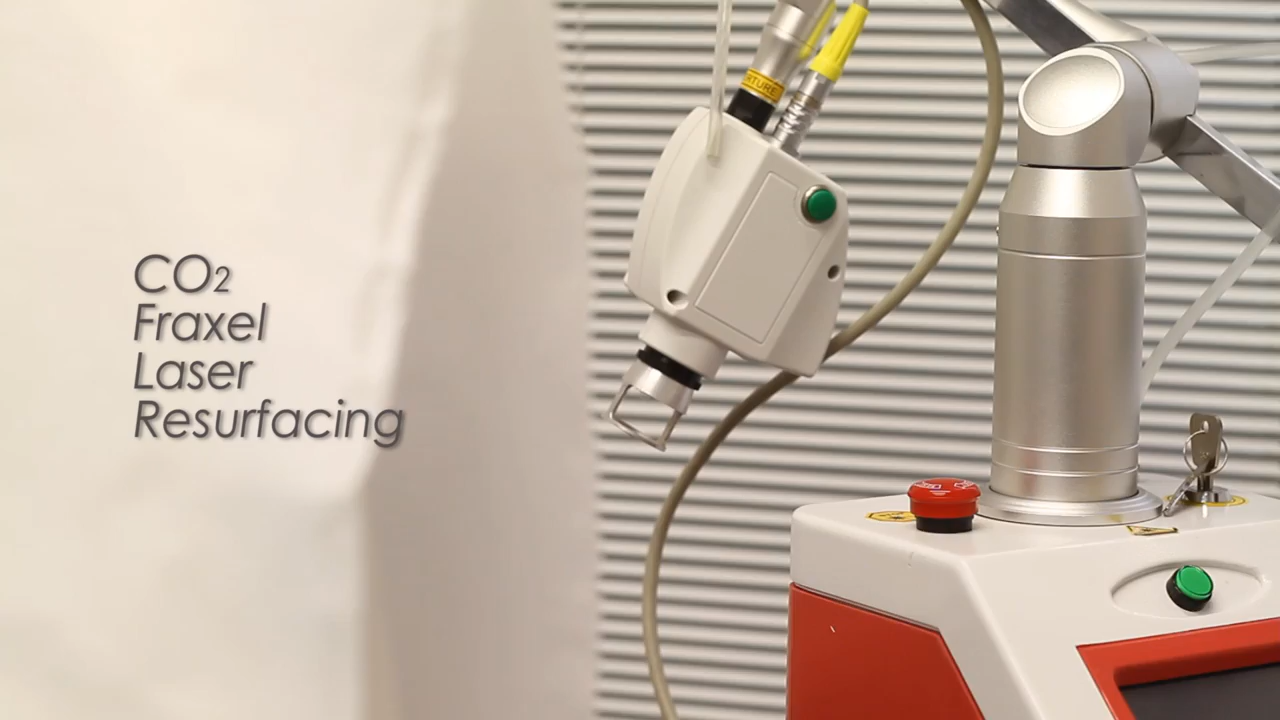 CO₂
Fraxel
Laser
Resurfacing